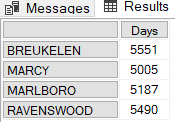 Messages Results
Days
BREUKELEN 5551
MARCY 5005
MARLBORO 5187
RAVENSWOOD 5490